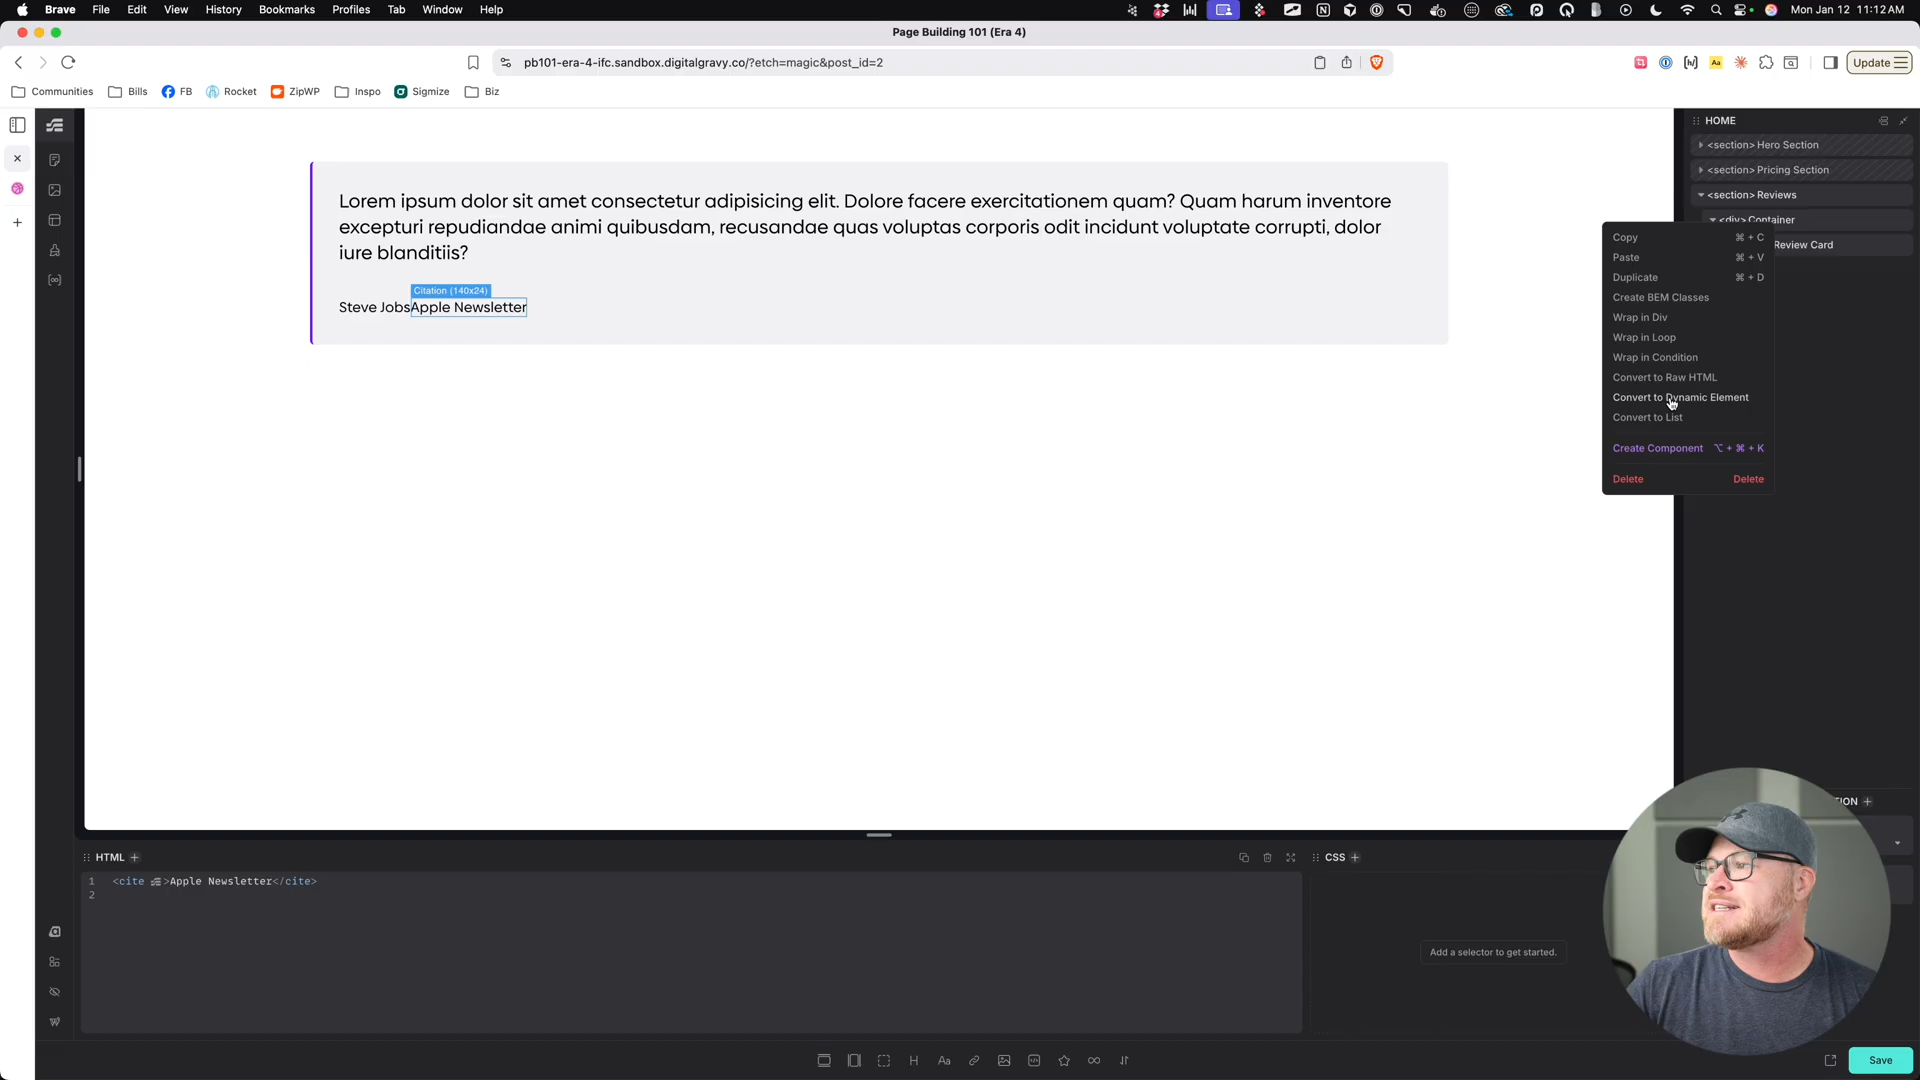 Brave File Edit View History Bookmarks Profiles Tab Window Help
Mon Jan 12 11:12 AM
Page Building 101 (Era 4)
pb101-era-4-ifc.sandbox.digitalgravy.co/?etch=magic&post_id=2
Update
Communities Bills FB Rocket ZipWP Inspo Sigmize Biz
HOME
<section> Hero Section
<section> Pricing Section
<section> Reviews
<div> Container
Review Card
Lorem ipsum dolor sit amet consectetur adipisicing elit. Dolore facere exercitationem quam? Quam harum inventore
excepturi repudiandae animi quibusdam, recusandae quas voluptas corporis odit incidunt voluptate corrupti, dolor
iure blanditiis?
Citation (140x24)
Steve JobsApple Newsletter
Copy ⌘ + C
Paste ⌘ + V
Duplicate ⌘ + D
Create BEM Classes
Wrap in Div
Wrap in Loop
Wrap in Condition
Convert to Raw HTML
Convert to Dynamic Element
Convert to List
Create Component ⌥ + ⌘ + K
Delete Delete
HTML
1 <cite >Apple Newsletter</cite>
2
CSS
Add a selector to get started.
Save